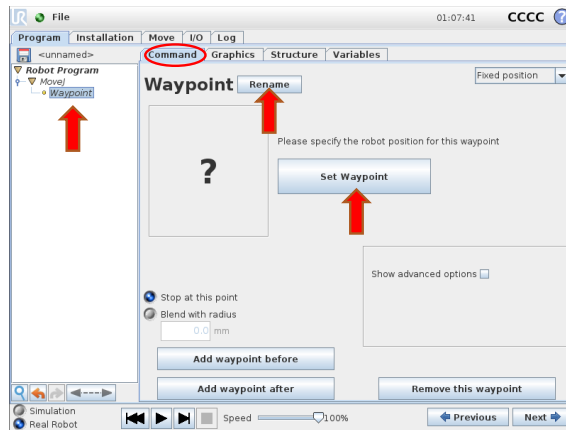 File 01:07:41 CCCC ?
Program Installation Move I/O Log
<unnamed> Command Graphics Structure Variables
Robot Program
MoveJ
Waypoint
Waypoint Rename Fixed position
Please specify the robot position for this waypoint
?
Set Waypoint
Show advanced options
Stop at this point
Blend with radius
0.0 mm
Add waypoint before
Add waypoint after Remove this waypoint
Simulation
Real Robot
Speed 100% Previous Next